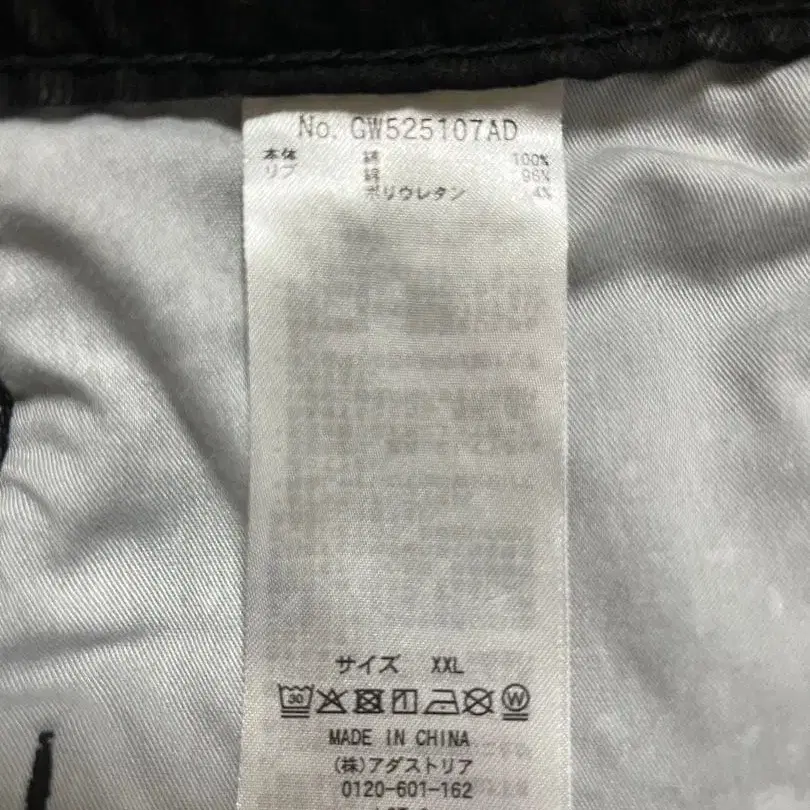 No. GW525107AD
本体 綿 100%
リブ 綿 96%
ポリウレタン 4%
サイズ XXL
30
W
MADE IN CHINA
(株)アダストリア
0120-601-162